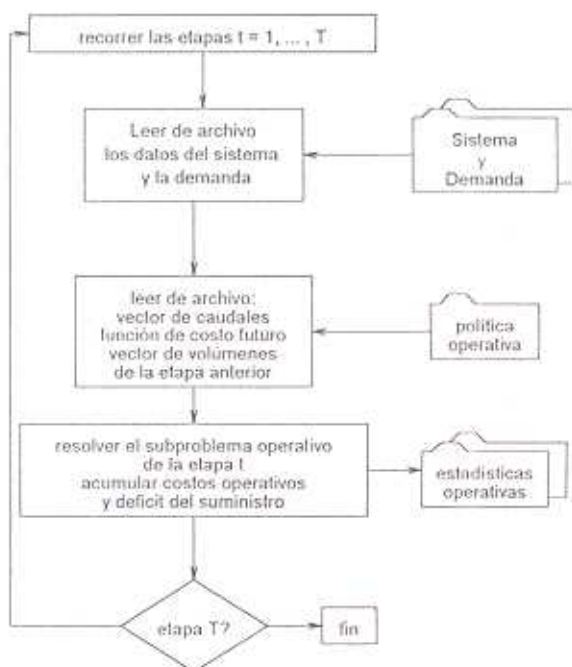 recorrer las etapas t = 1, ... , T
Leer de archivo
los datos del sistema
y la demanda
Sistema
y
Demanda
leer de archivo:
vector de caudales
función de costo futuro
vector de volúmenes
de la etapa anterior
política
operativa
resolver el subproblema operativo
de la etapa t
acumular costos operativos
y deficit del suministro
estadísticas
operativas
etapa T?
fin